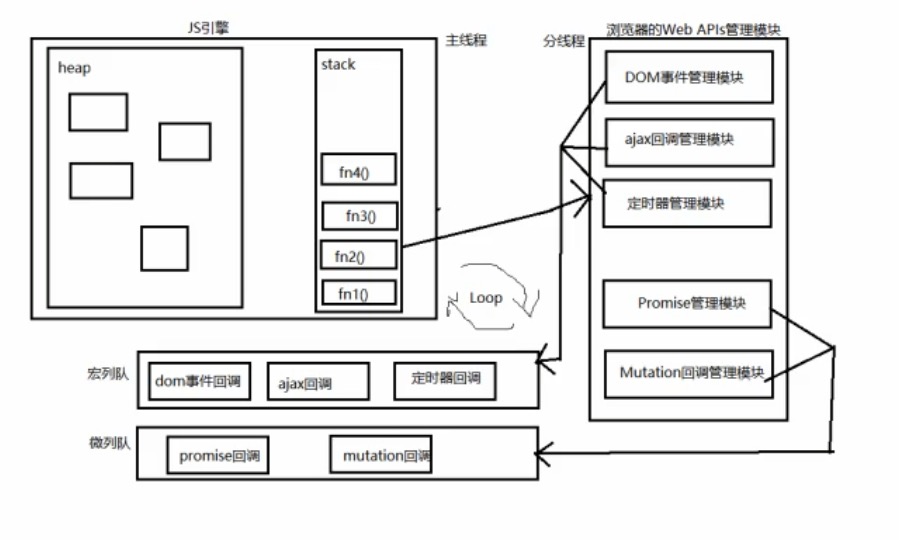 JS引擎
主线程
分线程
浏览器的Web APIs管理模块
heap
stack
fn4()
fn3()
fn2()
fn1()
DOM事件管理模块
ajax回调管理模块
定时器管理模块
Promise管理模块
Mutation回调管理模块
Loop
宏列队
dom事件回调
ajax回调
定时器回调
微列队
promise回调
mutation回调